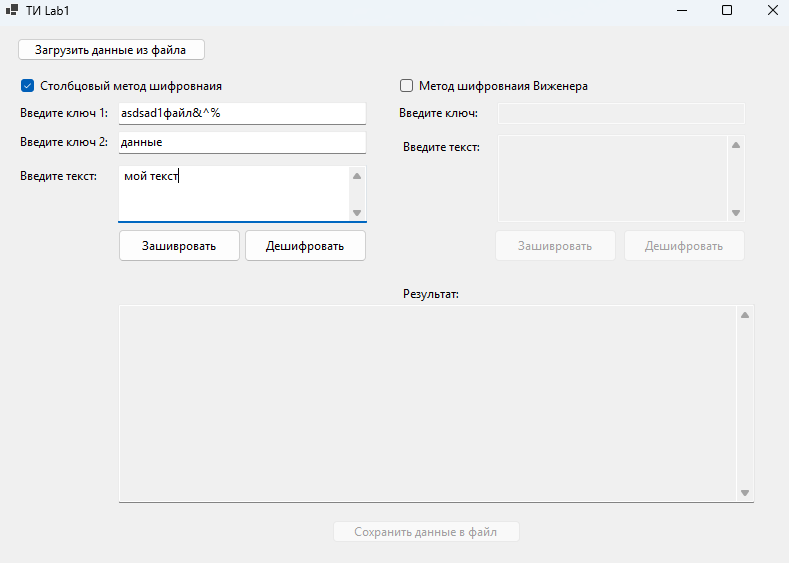 ТИ Lab1
Загрузить данные из файла
Столбцовый метод шифровнаия
Метод шифровнаия Виженера
Введите ключ 1:
asdsad1файл&^%
Введите ключ:
Введите ключ 2:
данные
Введите текст:
Введите текст:
мой текст
Зашивровать
Дешифровать
Зашивровать
Дешифровать
Результат:
Сохранить данные в файл